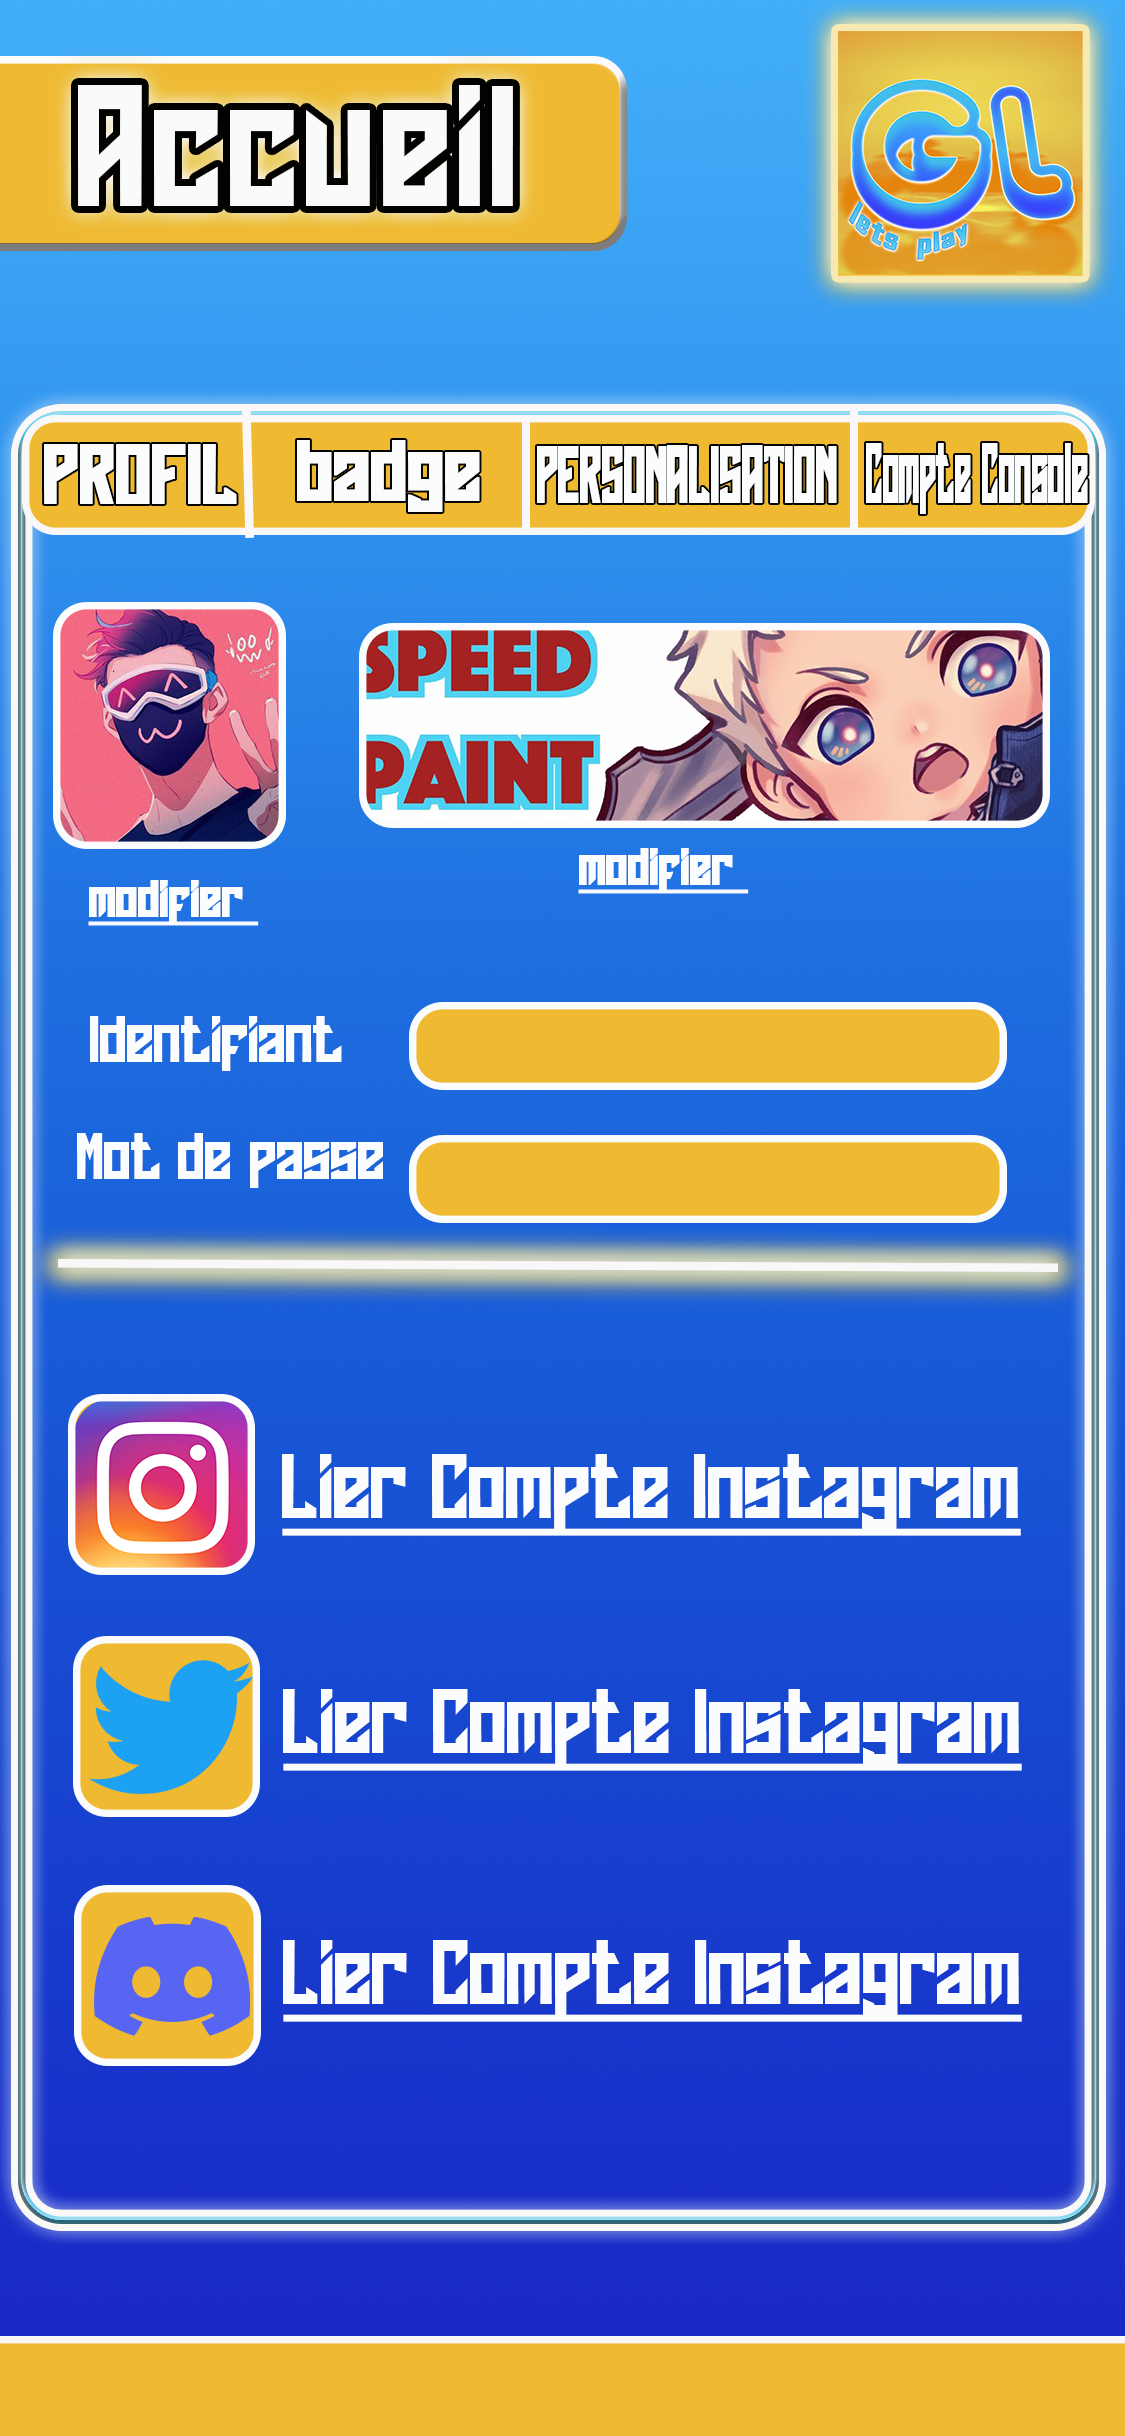 Accueil
GL
lets play
PROFIL
badge
PERSONALISATION
Compte Console
SPEED
PAINT
modifier
modifier
Identifiant
Mot de passe
Lier Compte Instagram
Lier Compte Instagram
Lier Compte Instagram